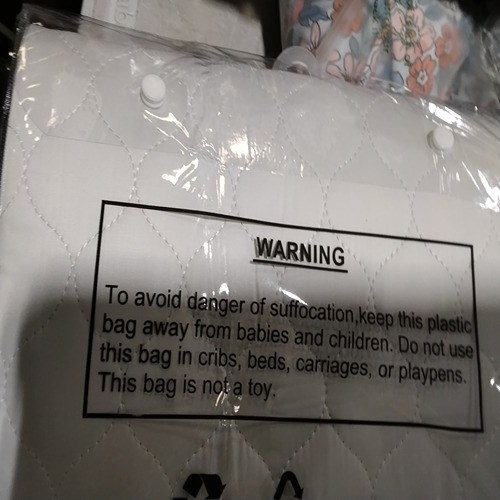 WARNING
To avoid danger of suffocation,keep this plastic
bag away from babies and children. Do not use
this bag in cribs, beds, carriages, or playpens.
This bag is not a toy.